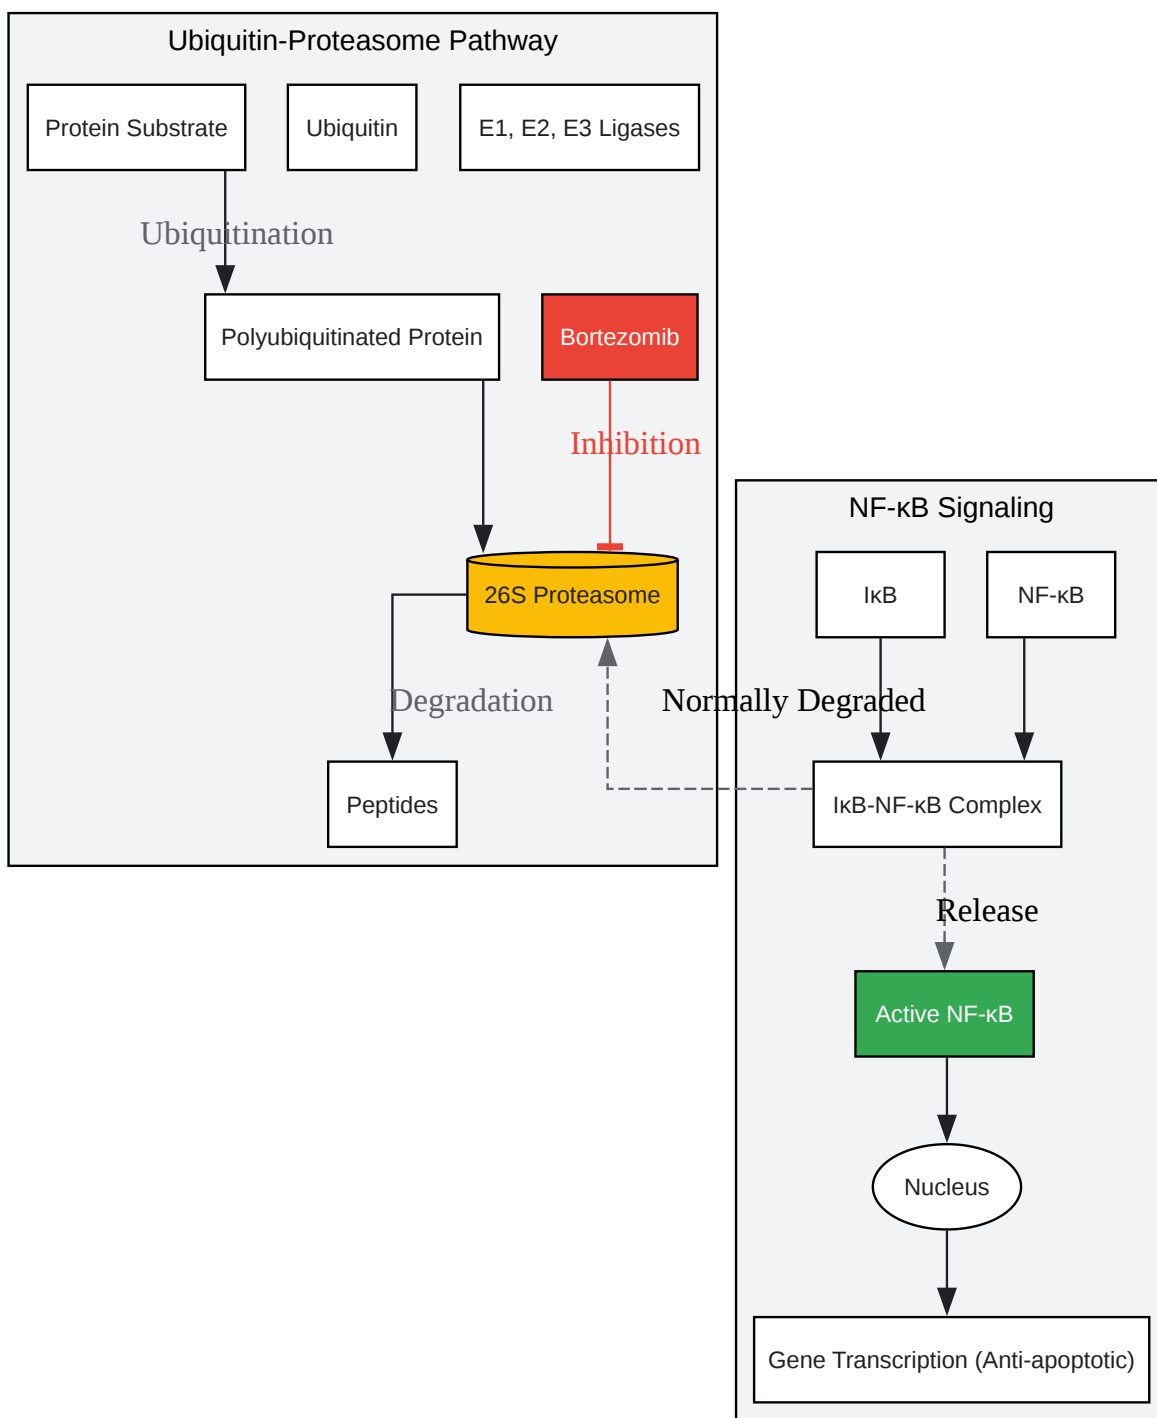 Ubiquitin-Proteasome Pathway
Protein Substrate
Ubiquitin
E1, E2, E3 Ligases
Ubiquitination
Polyubiquitinated Protein
Bortezomib
Inhibition
26S Proteasome
Degradation
Peptides
NF-κB Signaling
IκB
NF-κB
Normally Degraded
IκB-NF-κB Complex
Release
Active NF-κB
Nucleus
Gene Transcription (Anti-apoptotic)